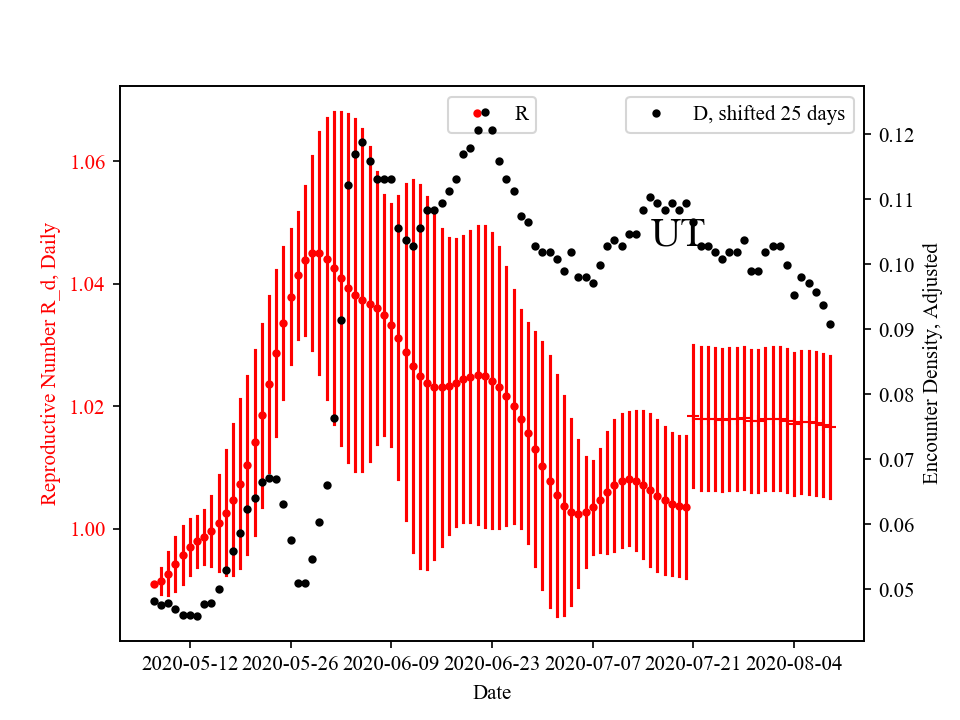 R
D, shifted 25 days
1.06
1.04
1.02
1.00
Reproductive Number R_d, Daily
UT
0.12
0.11
0.10
0.09
0.08
0.07
0.06
0.05
Encounter Density, Adjusted
2020-05-12 2020-05-26 2020-06-09 2020-06-23 2020-07-07 2020-07-21 2020-08-04
Date